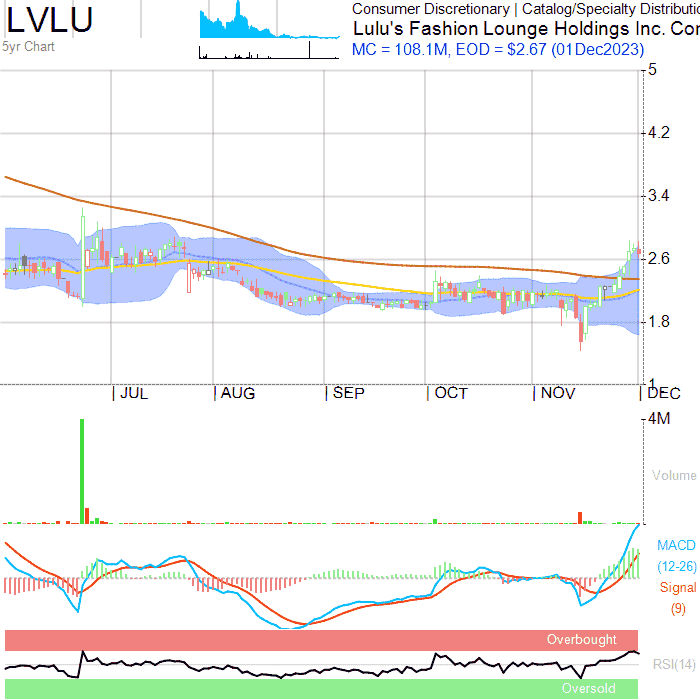 LVLU
5yr Chart
Consumer Discretionary | Catalog/Specialty Distributio
Lulu's Fashion Lounge Holdings Inc. Cor
MC = 108.1M, EOD = $2.67 (01Dec2023)
5
4.2
3.4
2.6
1.8
1
| JUL | AUG | SEP | OCT | NOV | DEC
4M
Volume
MACD
(12-26)
Signal
(9)
Overbought
RSI(14)
Oversold